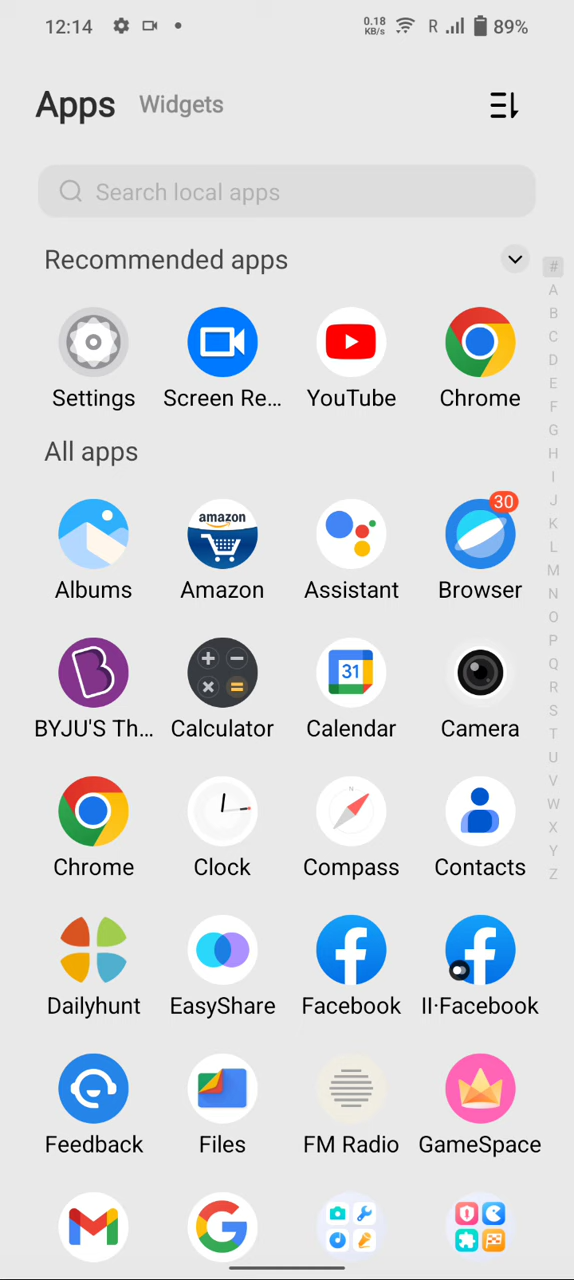 12:14 0.18 KB/s R 89%
Apps Widgets
Search local apps
Recommended apps
#
A
B
C
D
E
F
G
H
I
J
K
L
M
N
O
P
Q
R
S
T
U
V
W
X
Y
Z
Settings Screen Re... YouTube Chrome
All apps
amazon
30
Albums Amazon Assistant Browser
31
BYJU'S Th... Calculator Calendar Camera
N
Chrome Clock Compass Contacts
Dailyhunt EasyShare Facebook II·Facebook
Feedback Files FM Radio GameSpace